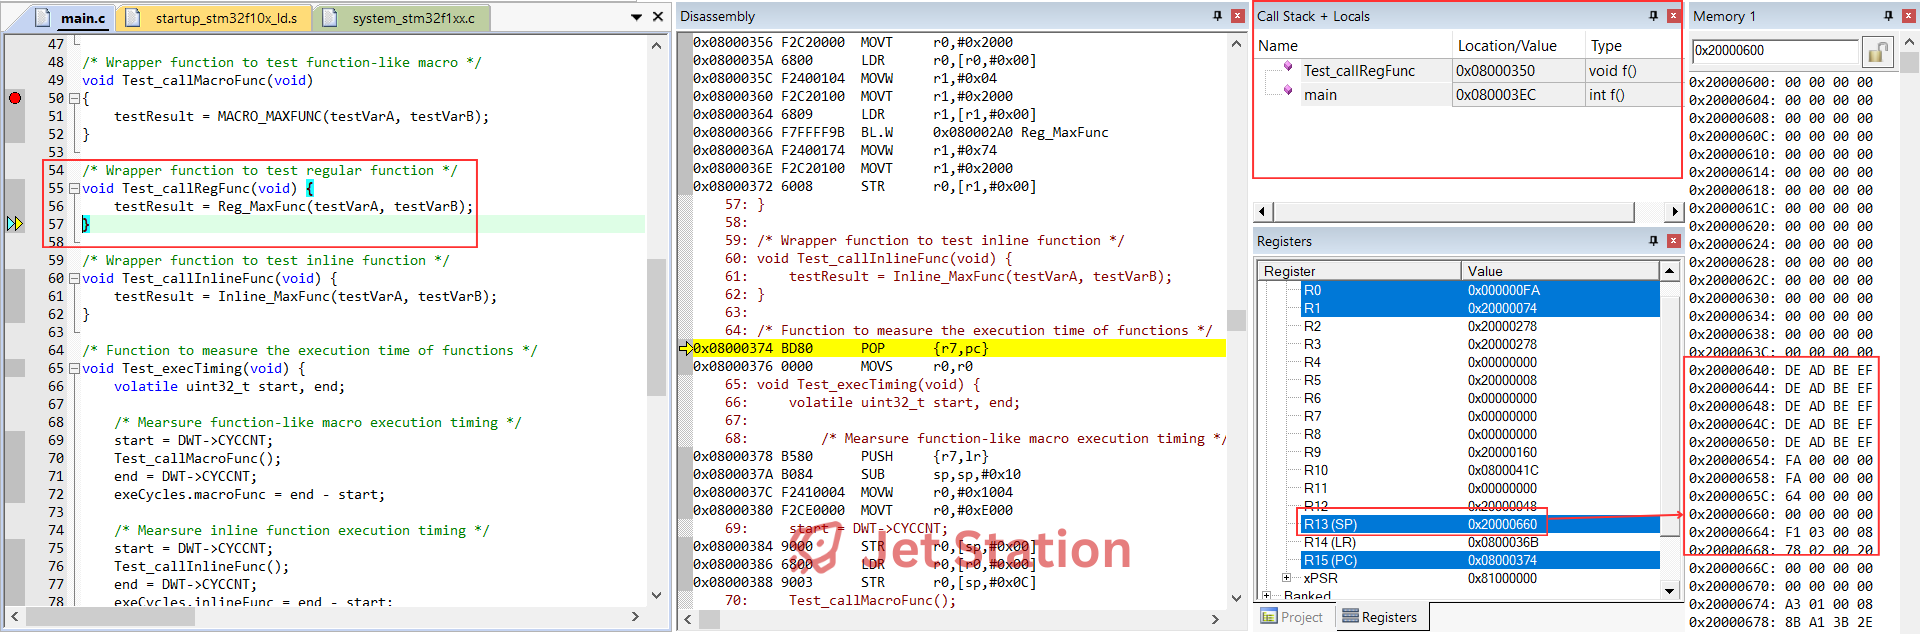 main.c
startup_stm32f10x_ld.s
system_stm32f1xx.c
47
48 /* Wrapper function to test function-like macro */
49 void Test_callMacroFunc(void)
50 {
51 testResult = MACRO_MAXFUNC(testVarA, testVarB);
52 }
53
54 /* Wrapper function to test regular function */
55 void Test_callRegFunc(void) {
56 testResult = Reg_MaxFunc(testVarA, testVarB);
57 }
58
59 /* Wrapper function to test inline function */
60 void Test_callInlineFunc(void) {
61 testResult = Inline_MaxFunc(testVarA, testVarB);
62 }
63
64 /* Function to measure the execution time of functions */
65 void Test_execTiming(void) {
66 volatile uint32_t start, end;
67
68 /* Mearsure function-like macro execution timing */
69 start = DWT->CYCCNT;
70 Test_callMacroFunc();
71 end = DWT->CYCCNT;
72 exeCycles.macroFunc = end - start;
73
74 /* Mearsure inline function execution timing */
75 start = DWT->CYCCNT;
76 Test_callInlineFunc();
77 end = DWT->CYCCNT;
78 exeCycles.inlineFunc = end - start;
Disassembly
0x08000356 F2C20000 MOVT r0,#0x2000
0x0800035A 6800 LDR r0,[r0,#0x00]
0x0800035C F2400104 MOVW r1,#0x04
0x08000360 F2C20100 MOVT r1,#0x2000
0x08000364 6809 LDR r1,[r1,#0x00]
0x08000366 F7FFFF9B BL.W 0x080002A0 Reg_MaxFunc
0x0800036A F2400174 MOVW r1,#0x74
0x0800036E F2C20100 MOVT r1,#0x2000
0x08000372 6008 STR r0,[r1,#0x00]
57: }
58:
59: /* Wrapper function to test inline function */
60: void Test_callInlineFunc(void) {
61: testResult = Inline_MaxFunc(testVarA, testVarB);
62: }
63:
64: /* Function to measure the execution time of functions */
0x08000374 BD80 POP {r7,pc}
0x08000376 0000 MOVS r0,r0
65: void Test_execTiming(void) {
66: volatile uint32_t start, end;
67:
68: /* Mearsure function-like macro execution timing */
0x08000378 B580 PUSH {r7,lr}
0x0800037A B084 SUB sp,sp,#0x10
0x0800037C F2410004 MOVW r0,#0x1004
0x08000380 F2CE0000 MOVT r0,#0xE000
69: start = DWT->CYCCNT;
0x08000384 9000 STR r0,[sp,#0x00]
0x08000386 6800 LDR r0,[r0,#0x00]
0x08000388 9003 STR r0,[sp,#0x0C]
70: Test_callMacroFunc();
Jet Station
Call Stack + Locals
Name Location/Value Type
Test_callRegFunc 0x08000350 void f()
main 0x080003EC int f()
Registers
Register Value
R0 0x000000FA
R1 0x20000074
R2 0x20000278
R3 0x20000278
R4 0x00000000
R5 0x20000008
R6 0x00000000
R7 0x00000000
R8 0x00000000
R9 0x20000160
R10 0x0800041C
R11 0x00000000
R12 0x20000048
R13 (SP) 0x20000660
R14 (LR) 0x0800036B
R15 (PC) 0x08000374
xPSR 0x81000000
Banked
Project Registers
Memory 1
0x20000600
0x20000600: 00 00 00 00
0x20000604: 00 00 00 00
0x20000608: 00 00 00 00
0x2000060C: 00 00 00 00
0x20000610: 00 00 00 00
0x20000614: 00 00 00 00
0x20000618: 00 00 00 00
0x2000061C: 00 00 00 00
0x20000620: 00 00 00 00
0x20000624: 00 00 00 00
0x20000628: 00 00 00 00
0x2000062C: 00 00 00 00
0x20000630: 00 00 00 00
0x20000634: 00 00 00 00
0x20000638: 00 00 00 00
0x2000063C: 00 00 00 00
0x20000640: DE AD BE EF
0x20000644: DE AD BE EF
0x20000648: DE AD BE EF
0x2000064C: DE AD BE EF
0x20000650: DE AD BE EF
0x20000654: FA 00 00 00
0x20000658: FA 00 00 00
0x2000065C: 64 00 00 00
0x20000660: 00 00 00 00
0x20000664: F1 03 00 08
0x20000668: 78 02 00 20
0x2000066C: 00 00 00 00
0x20000670: 00 00 00 00
0x20000674: A3 01 00 08
0x20000678: 8B A1 3B 2E